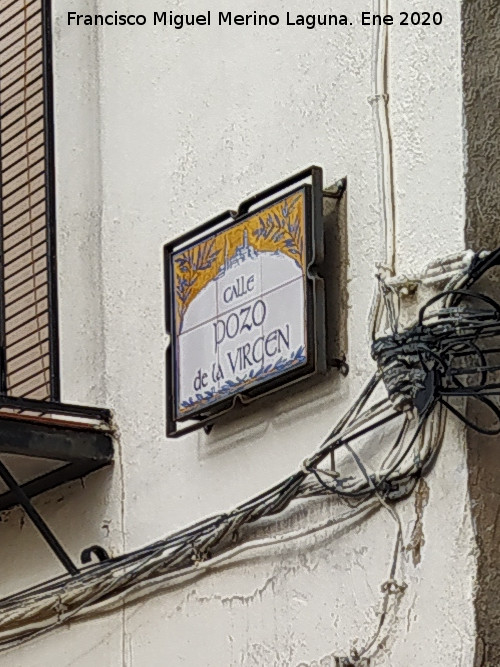 Francisco Miguel Merino Laguna. Ene 2020
CALLE
POZO
de LA VIRGEN